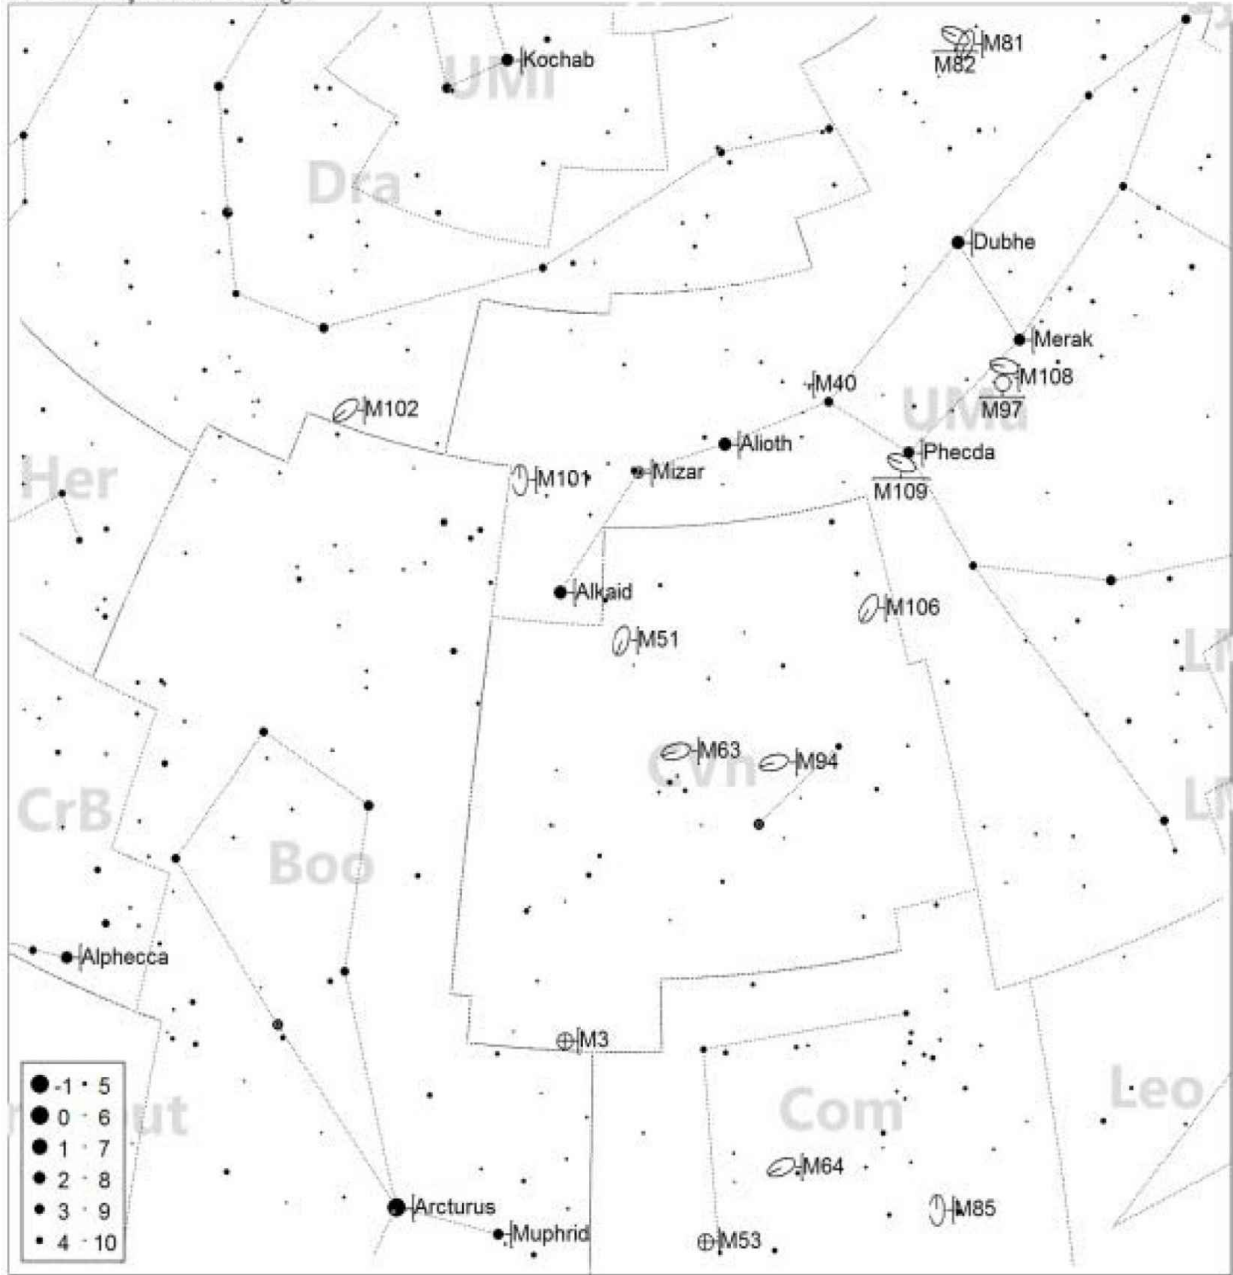 Kochab
UMi
M81
M82
Dra
Dubhe
Merak
M40
M108
UMa
M97
M102
Alioth
Phecda
Her
M101
Mizar
M109
Alkaid
M106
M51
M63
CVn
M94
CrB
Boo
Alphecca
M3
-1 5
0 6
1 7
2 8
3 9
4 10
Com
Leo
M64
Arcturus
M85
Muphrid
M53